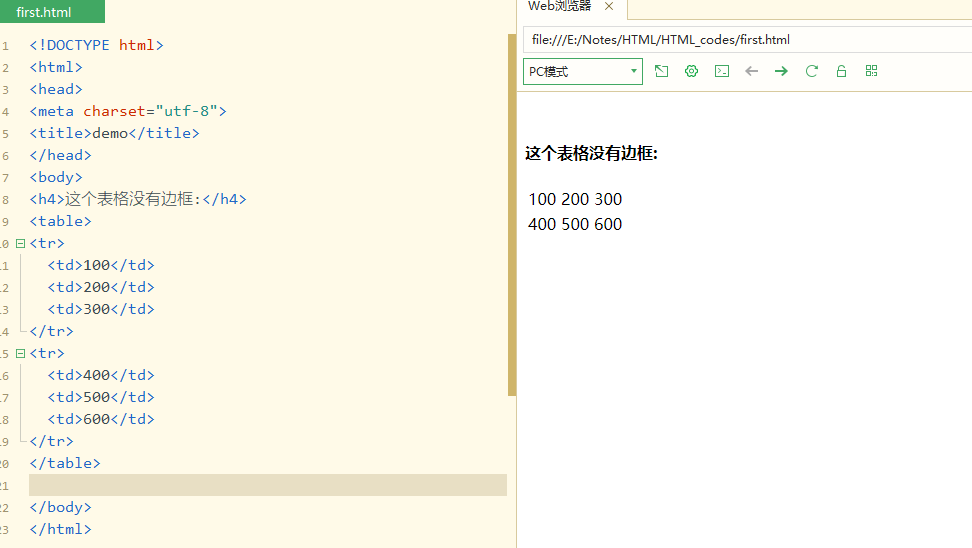 first.html
1 <!DOCTYPE html>
2 <html>
3 <head>
4 <meta charset="utf-8">
5 <title>demo</title>
6 </head>
7 <body>
8 <h4>这个表格没有边框:</h4>
9 <table>
10 <tr>
11 <td>100</td>
12 <td>200</td>
13 <td>300</td>
14 </tr>
15 <tr>
16 <td>400</td>
17 <td>500</td>
18 <td>600</td>
19 </tr>
20 </table>
21
22 </body>
23 </html>
Web浏览器
file:///E:/Notes/HTML/HTML_codes/first.html
PC模式
这个表格没有边框:
100 200 300
400 500 600